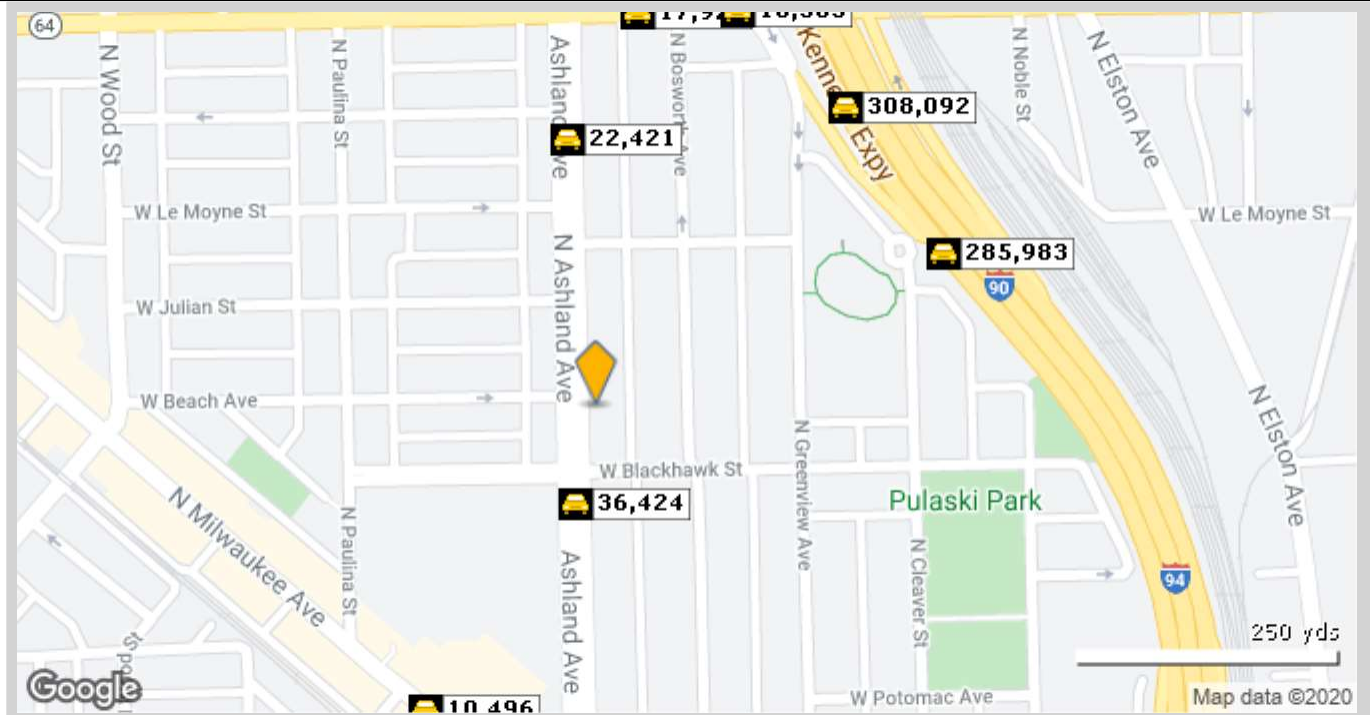 64
22,421
308,092
285,983
36,424
10,496
N Wood St
N Paulina St
Ashland Ave
N Bosworth Ave
Kennedy Expy
N Noble St
N Elston Ave
W Le Moyne St
W Le Moyne St
N Ashland Ave
90
W Julian St
W Beach Ave
N Greenview Ave
N Elston Ave
W Blackhawk St
Pulaski Park
N Milwaukee Ave
N Paulina St
N Cleaver St
94
Ashland Ave
250 yds
W Potomac Ave
Google
Map data ©2020